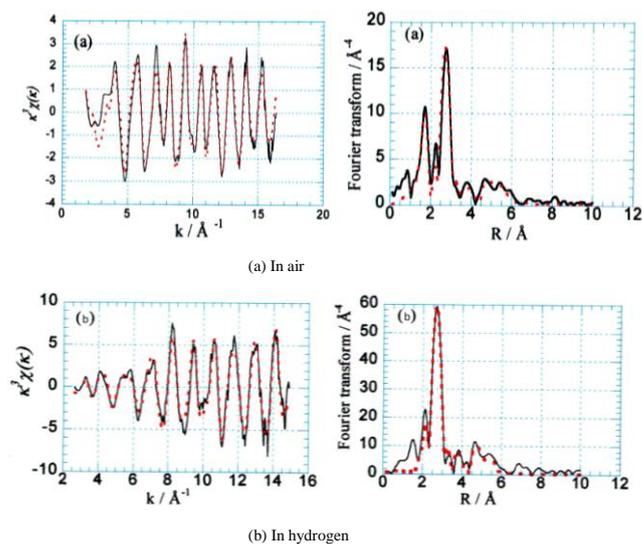 (a)
κ³χ(κ)
4
3
2
1
0
-1
-2
-3
-4
0 5 10 15 20
k / Å⁻¹
(a)
Fourier transform / Å⁻⁴
20
15
10
5
0
0 2 4 6 8 10 12
R / Å
(a) In air
(b)
κ³χ(κ)
10
5
0
-5
-10
2 4 6 8 10 12 14 16
k / Å⁻¹
(b)
Fourier transform / Å⁻⁴
60
50
40
30
20
10
0
0 2 4 6 8 10 12
R / Å
(b) In hydrogen